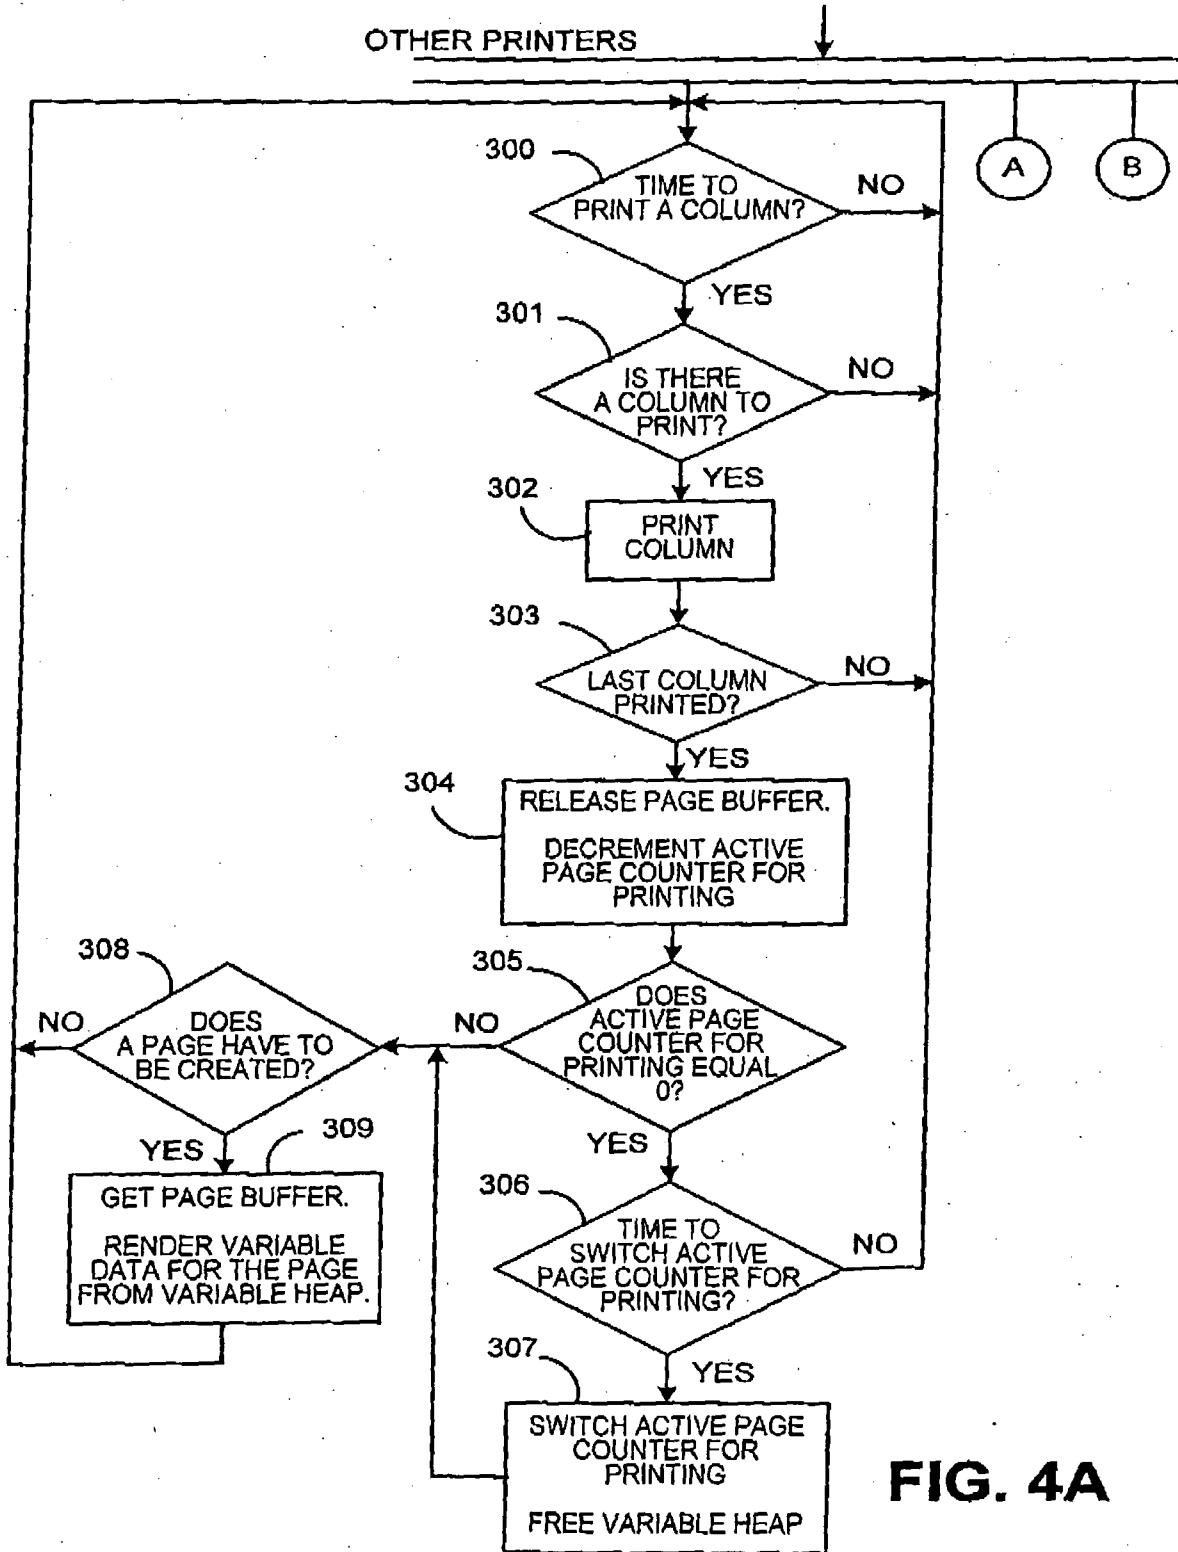 OTHER PRINTERS
A
B
300
TIME TO
PRINT A COLUMN?
NO
YES
301
IS THERE
A COLUMN TO
PRINT?
NO
YES
302
PRINT
COLUMN
303
LAST COLUMN
PRINTED?
NO
YES
304
RELEASE PAGE BUFFER.
DECREMENT ACTIVE
PAGE COUNTER FOR
PRINTING
305
DOES
ACTIVE PAGE
COUNTER FOR
PRINTING EQUAL
0?
NO
YES
308
DOES
A PAGE HAVE TO
BE CREATED?
NO
YES
309
GET PAGE BUFFER.
RENDER VARIABLE
DATA FOR THE PAGE
FROM VARIABLE HEAP.
306
TIME TO
SWITCH ACTIVE
PAGE COUNTER FOR
PRINTING?
NO
YES
307
SWITCH ACTIVE PAGE
COUNTER FOR
PRINTING
FREE VARIABLE HEAP
FIG. 4A